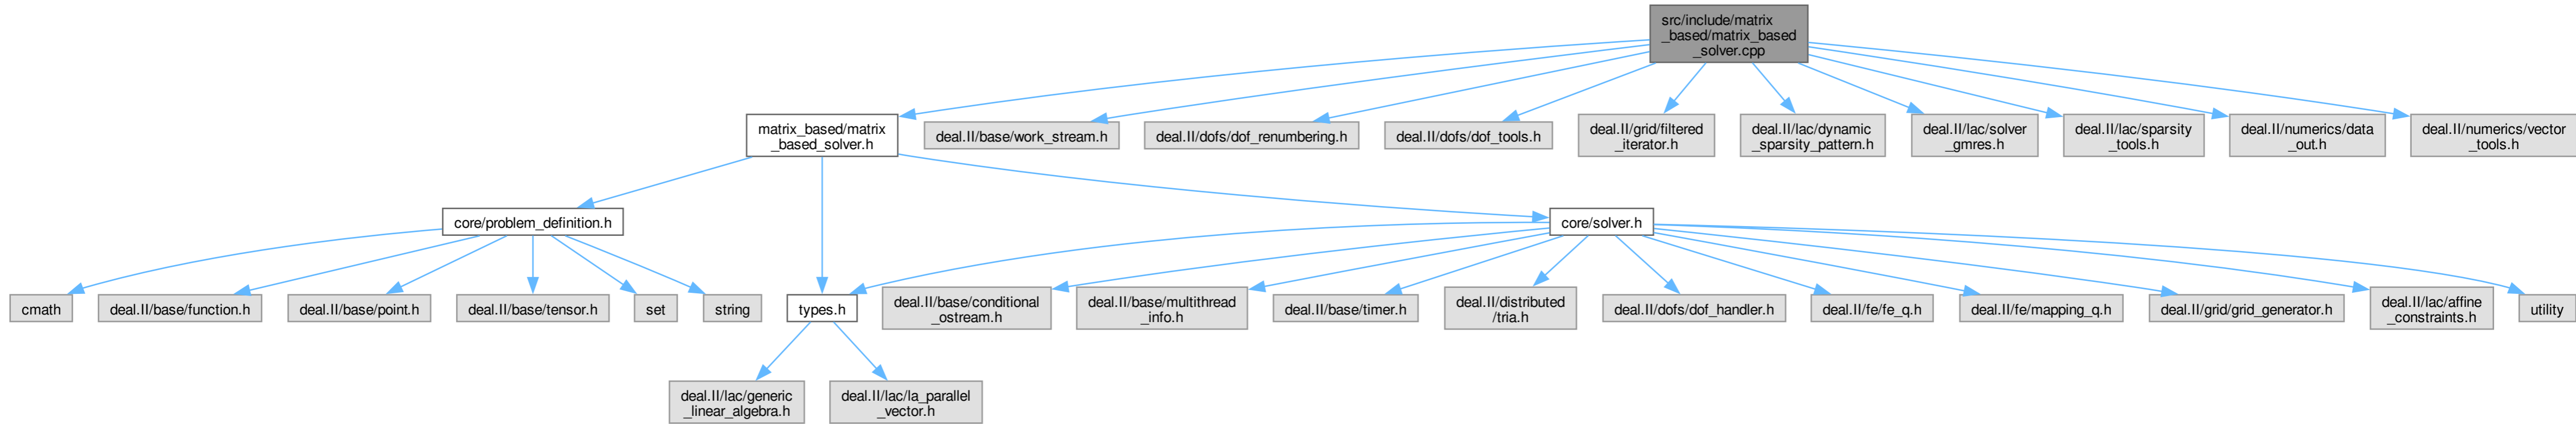 src/include/matrix
_based/matrix_based
_solver.cpp
matrix_based/matrix
_based_solver.h
deal.II/base/work_stream.h
deal.II/dofs/dof_renumbering.h
deal.II/dofs/dof_tools.h
deal.II/grid/filtered
_iterator.h
deal.II/lac/dynamic
_sparsity_pattern.h
deal.II/lac/solver
_gmres.h
deal.II/lac/sparsity
_tools.h
deal.II/numerics/data
_out.h
deal.II/numerics/vector
_tools.h
core/problem_definition.h
core/solver.h
cmath
deal.II/base/function.h
deal.II/base/point.h
deal.II/base/tensor.h
set
string
types.h
deal.II/base/conditional
_ostream.h
deal.II/base/multithread
_info.h
deal.II/base/timer.h
deal.II/distributed
/tria.h
deal.II/dofs/dof_handler.h
deal.II/fe/fe_q.h
deal.II/fe/mapping_q.h
deal.II/grid/grid_generator.h
deal.II/lac/affine
_constraints.h
utility
deal.II/lac/generic
_linear_algebra.h
deal.II/lac/la_parallel
_vector.h